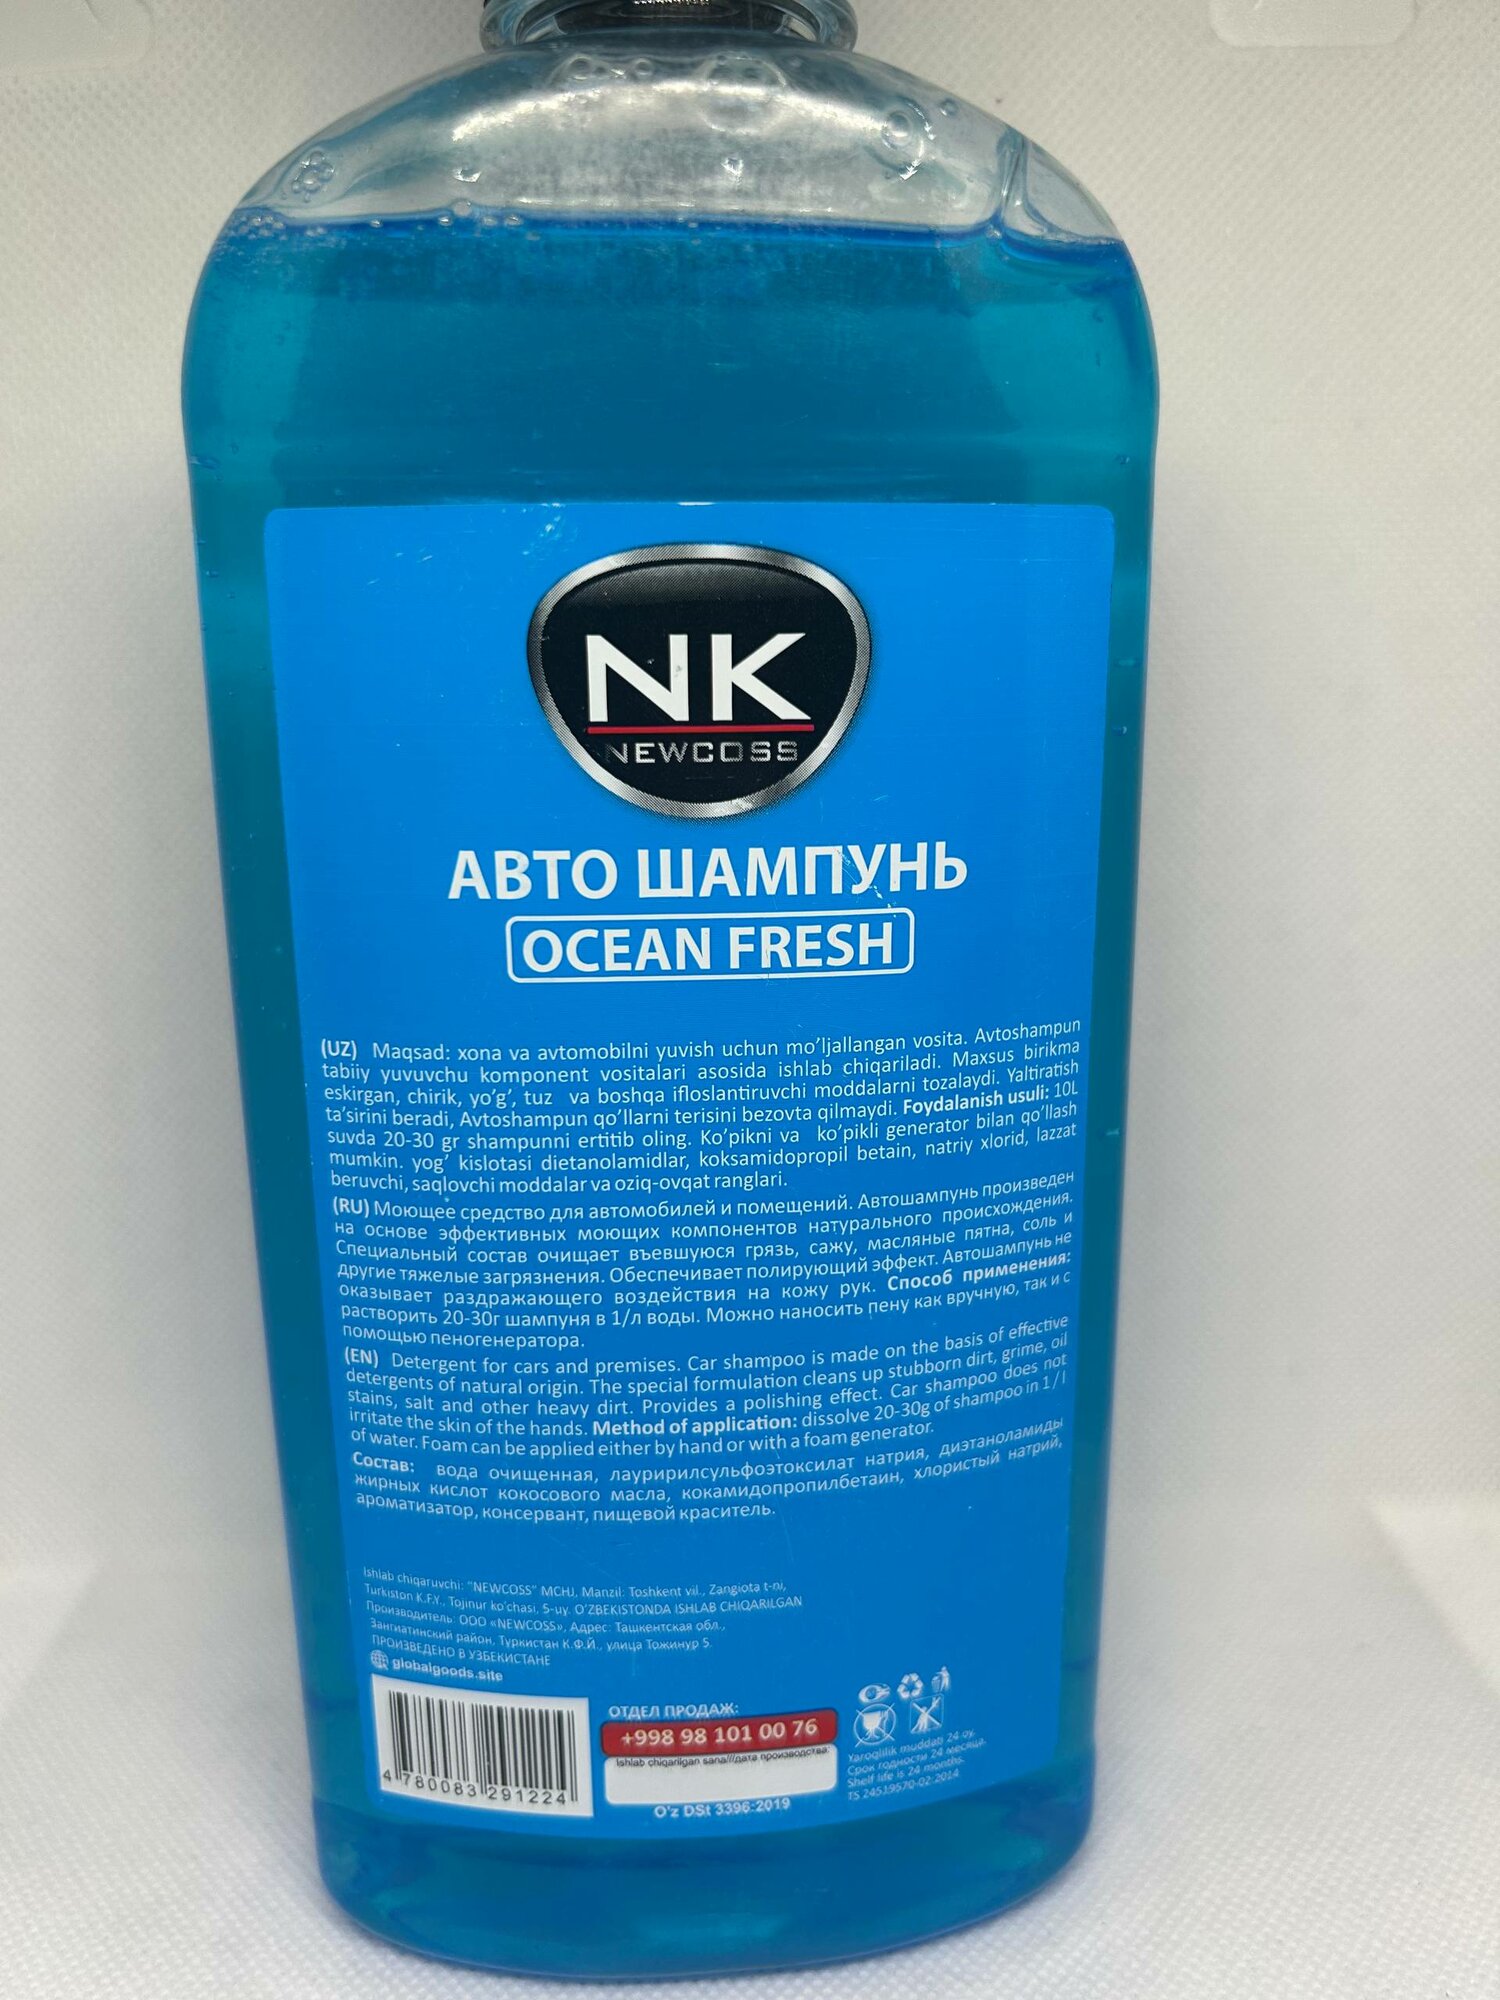 NK
NEWCOSS
АВТО ШАМПУНЬ
OCEAN FRESH
(UZ) Maqsad: xona va avtomobilni yuvish uchun mo'ljallangan vosita. Avtoshampun
tabiiy yuvuvchu komponent vositalari asosida ishlab chiqariladi. Maxsus birikma
eskirgan, chirik, yo'g', tuz va boshqa ifloslantiruvchi moddalarni tozalaydi. Yaltiratish
ta'sirini beradi, Avtoshampun qo'llarni terisini bezovta qilmaydi. Foydalanish usuli: 10L
suvda 20-30 gr shampunni ertitib oling. Ko'pikni va ko'pikli generator bilan qo'llash
mumkin. yog' kislotasi dietanolamidlar, koksamidopropil betain, natriy xlorid, lazzat
beruvchi, saqlovchi moddalar va oziq-ovqat ranglari.
(RU) Моющее средство для автомобилей и помещений. Автошампунь произведен
на основе эффективных моющих компонентов натурального происхождения.
Специальный состав очищает въевшуюся грязь, сажу, масляные пятна, соль и
другие тяжелые загрязнения. Обеспечивает полирующий эффект. Автошампунь не
оказывает раздражающего воздействия на кожу рук. Способ применения:
растворить 20-30г шампуня в 1/л воды. Можно наносить пену как вручную, так и с
помощью пеногенератора.
(EN) Detergent for cars and premises. Car shampoo is made on the basis of effective
detergents of natural origin. The special formulation cleans up stubborn dirt, grime, oil
stains, salt and other heavy dirt. Provides a polishing effect. Car shampoo does not
irritate the skin of the hands. Method of application: dissolve 20-30g of shampoo in 1/l
of water. Foam can be applied either by hand or with a foam generator.
Состав: вода очищенная, лауририлсульфоэтоксилат натрия, диэтаноламиды
жирных кислот кокосового масла, кокамидопропилбетаин, хлористый натрий,
ароматизатор, консервант, пищевой краситель.
Ishlab chiqaruvchi: "NEWCOSS" MCHJ, Manzil: Toshkent vil., Zangiota t-ni,
Turkiston K.F.Y., Tojinur ko'chasi, 5-uy. O'ZBEKISTONDA ISHLAB CHIQARILGAN
Производитель: ООО «NEWCOSS», Адрес: Ташкентская обл.,
Зангиатинский район, Туркистан К.Ф.Й., улица Тожинур 5.
ПРОИЗВЕДЕНО В УЗБЕКИСТАНЕ
globalgoods.site
4 780083 291224
ОТДЕЛ ПРОДАЖ:
+998 98 101 00 76
Ishlab chiqarilgan sana///дата производства:
O'z DSt 3396:2019
Yaroqlilik muddati 24 oy.
Срок годности 24 месяца.
Shelf life is 24 months.
TS 24519570-02:2014